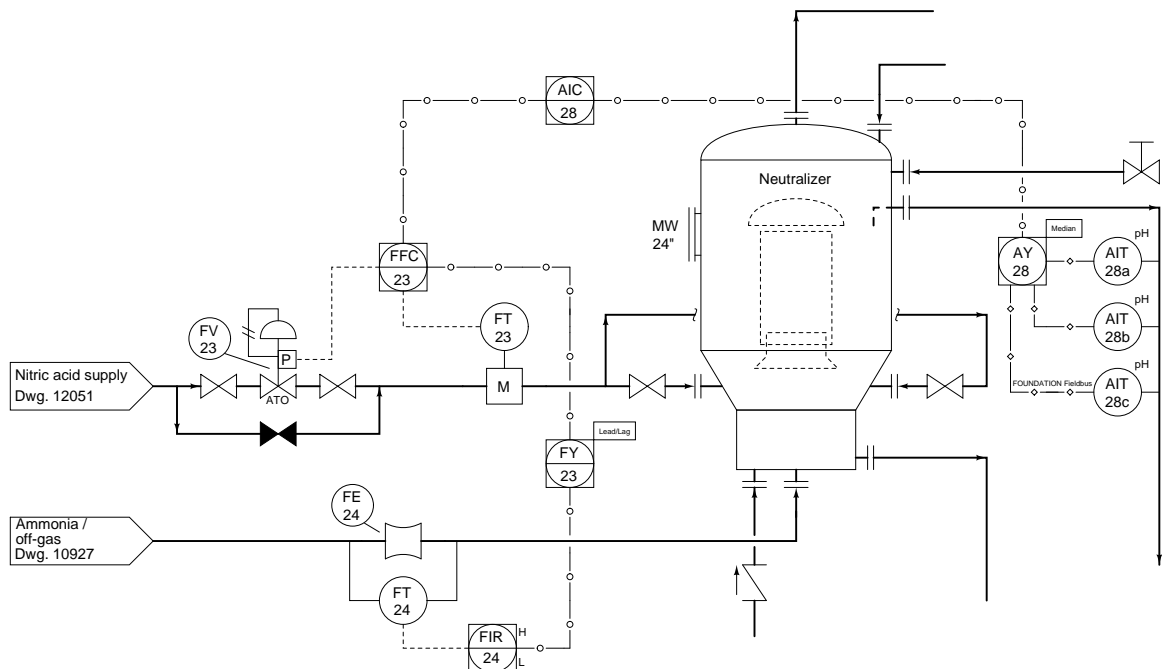 AIC
28
Neutralizer
MW
24"
Median
pH
AY
28
AIT
28a
FFC
23
pH
AIT
28b
FT
23
FV
23
P
pH
Nitric acid supply
Dwg. 12051
ATO
M
FOUNDATION Fieldbus
AIT
28c
Lead/Lag
FY
23
FE
24
Ammonia /
off-gas
Dwg. 10927
FT
24
FIR
24
H
L